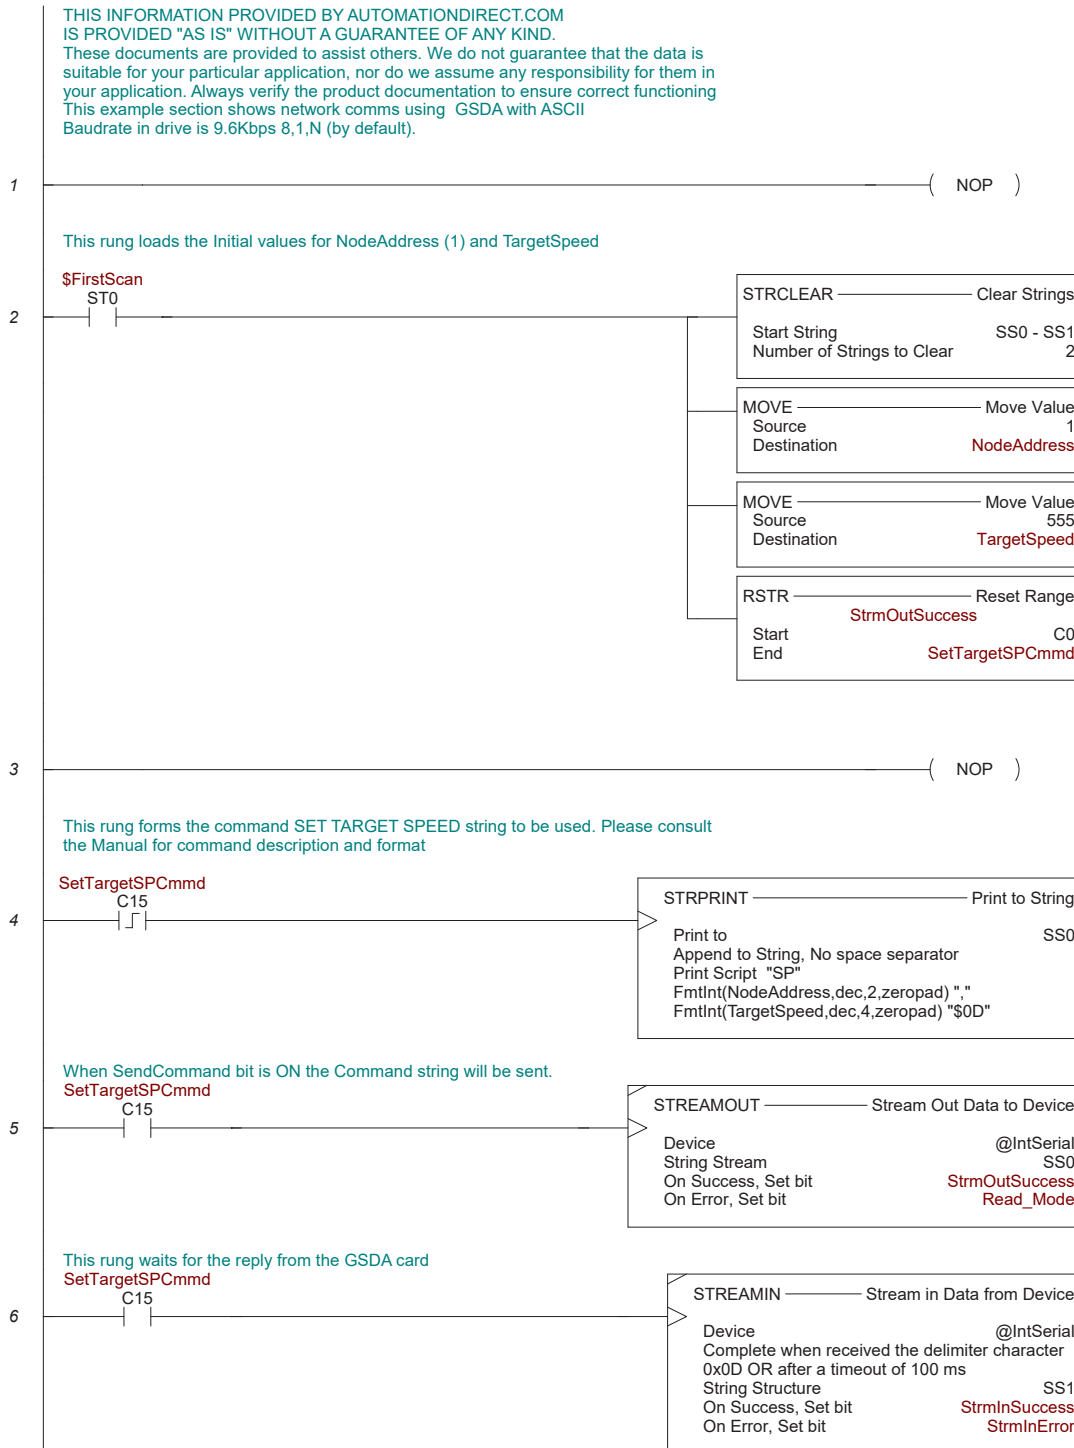 THIS INFORMATION PROVIDED BY AUTOMATIONDIRECT.COM
IS PROVIDED "AS IS" WITHOUT A GUARANTEE OF ANY KIND.
These documents are provided to assist others. We do not guarantee that the data is
suitable for your particular application, nor do we assume any responsibility for them in
your application. Always verify the product documentation to ensure correct functioning
This example section shows network comms using  GSDA with ASCII
Baudrate in drive is 9.6Kbps 8,1,N (by default).
1
( NOP )
This rung loads the Initial values for NodeAddress (1) and TargetSpeed
$FirstScan
ST0
2
STRCLEAR Clear Strings
Start String SS0 - SS1
Number of Strings to Clear 2
MOVE Move Value
Source 1
Destination NodeAddress
MOVE Move Value
Source 555
Destination TargetSpeed
RSTR Reset Range
StrmOutSuccess
Start C0
End SetTargetSPCmmd
3
( NOP )
This rung forms the command SET TARGET SPEED string to be used. Please consult
the Manual for command description and format
SetTargetSPCmmd
C15
4
STRPRINT Print to String
Print to SS0
Append to String, No space separator
Print Script  "SP"
FmtInt(NodeAddress,dec,2,zeropad) ","
FmtInt(TargetSpeed,dec,4,zeropad) "$0D"
When SendCommand bit is ON the Command string will be sent.
SetTargetSPCmmd
C15
5
STREAMOUT Stream Out Data to Device
Device @IntSerial
String Stream SS0
On Success, Set bit StrmOutSuccess
On Error, Set bit Read_Mode
This rung waits for the reply from the GSDA card
SetTargetSPCmmd
C15
6
STREAMIN Stream in Data from Device
Device @IntSerial
Complete when received the delimiter character
0x0D OR after a timeout of 100 ms
String Structure SS1
On Success, Set bit StrmInSuccess
On Error, Set bit StrmInError